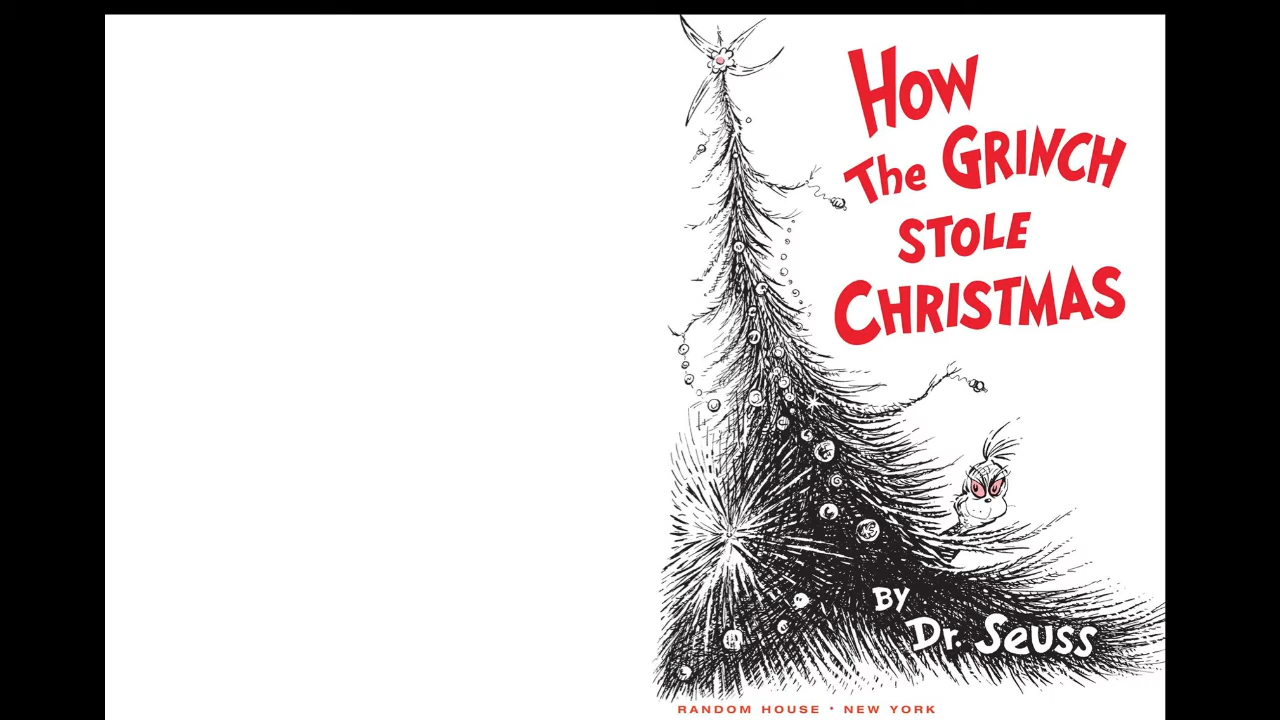 How
The GRINCH
STOLE
CHRISTMAS
BY
Dr. Seuss
RANDOM HOUSE • NEW YORK